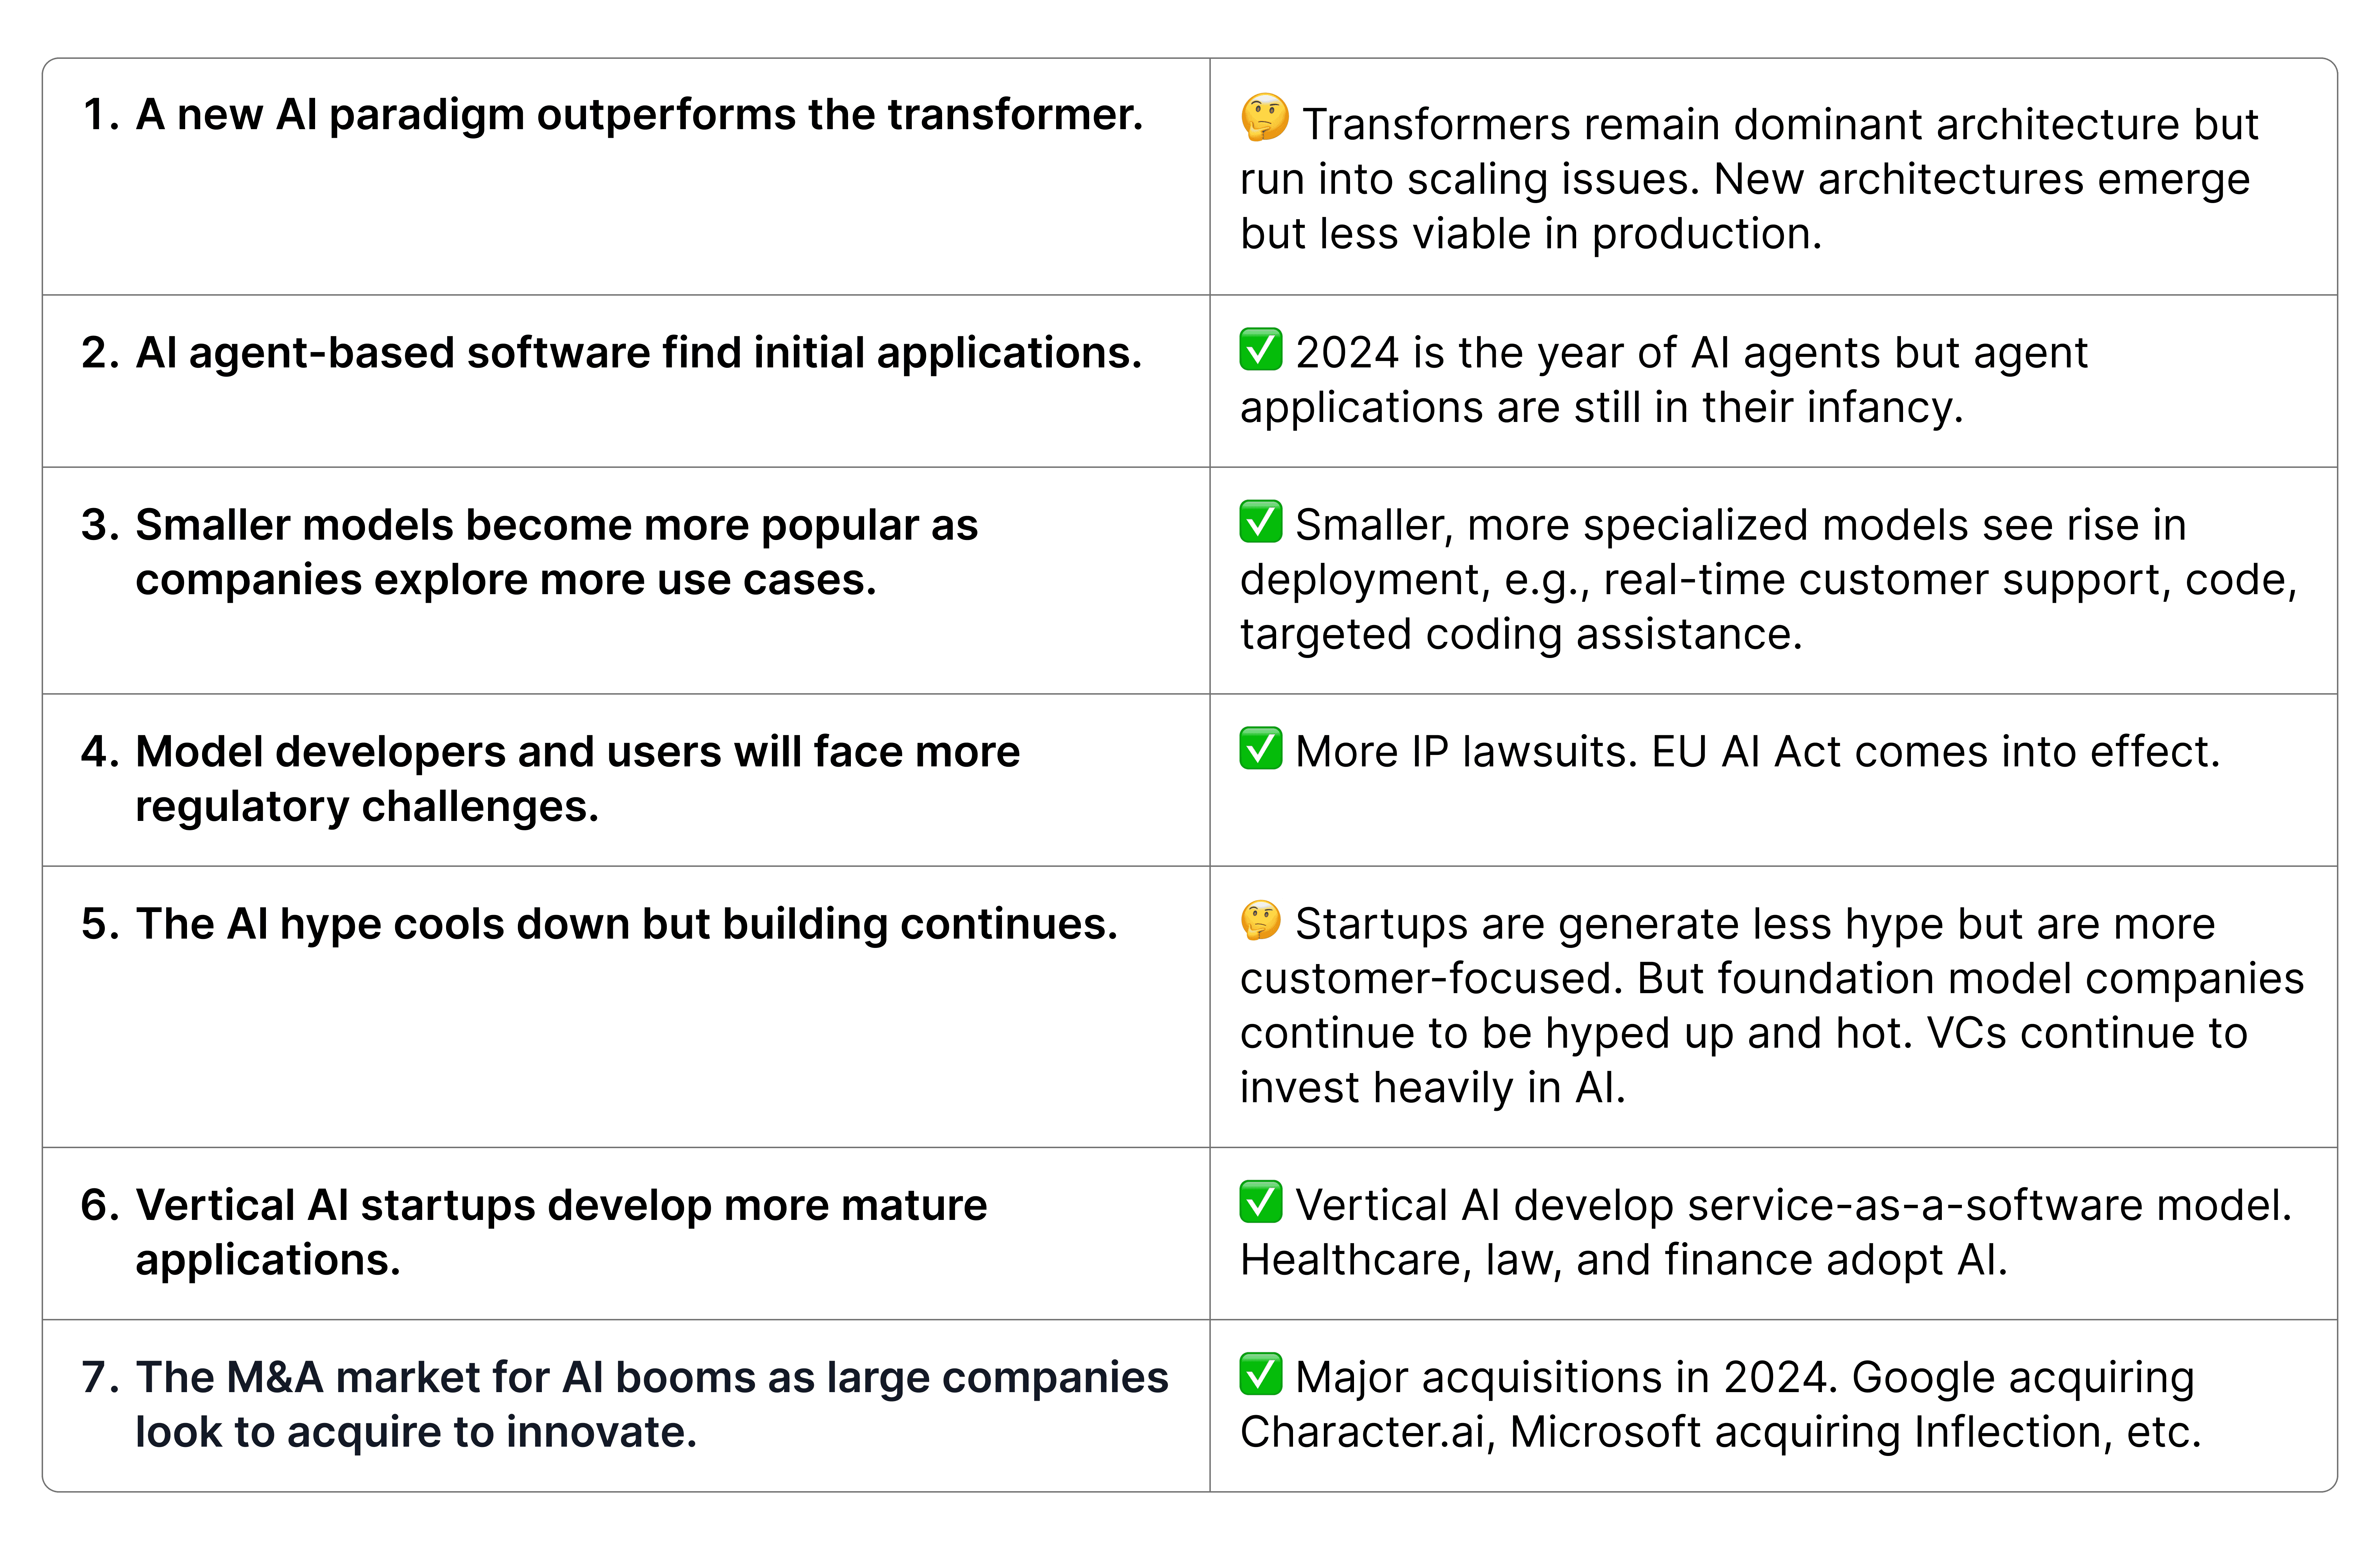 1. A new AI paradigm outperforms the transformer.
🤔 Transformers remain dominant architecture but
run into scaling issues. New architectures emerge
but less viable in production.
2. AI agent-based software find initial applications.
✅ 2024 is the year of AI agents but agent
applications are still in their infancy.
3. Smaller models become more popular as
companies explore more use cases.
✅ Smaller, more specialized models see rise in
deployment, e.g., real-time customer support, code,
targeted coding assistance.
4. Model developers and users will face more
regulatory challenges.
✅ More IP lawsuits. EU AI Act comes into effect.
5. The AI hype cools down but building continues.
🤔 Startups are generate less hype but are more
customer-focused. But foundation model companies
continue to be hyped up and hot. VCs continue to
invest heavily in AI.
6. Vertical AI startups develop more mature
applications.
✅ Vertical AI develop service-as-a-software model.
Healthcare, law, and finance adopt AI.
7. The M&A market for AI booms as large companies
look to acquire to innovate.
✅ Major acquisitions in 2024. Google acquiring
Character.ai, Microsoft acquiring Inflection, etc.